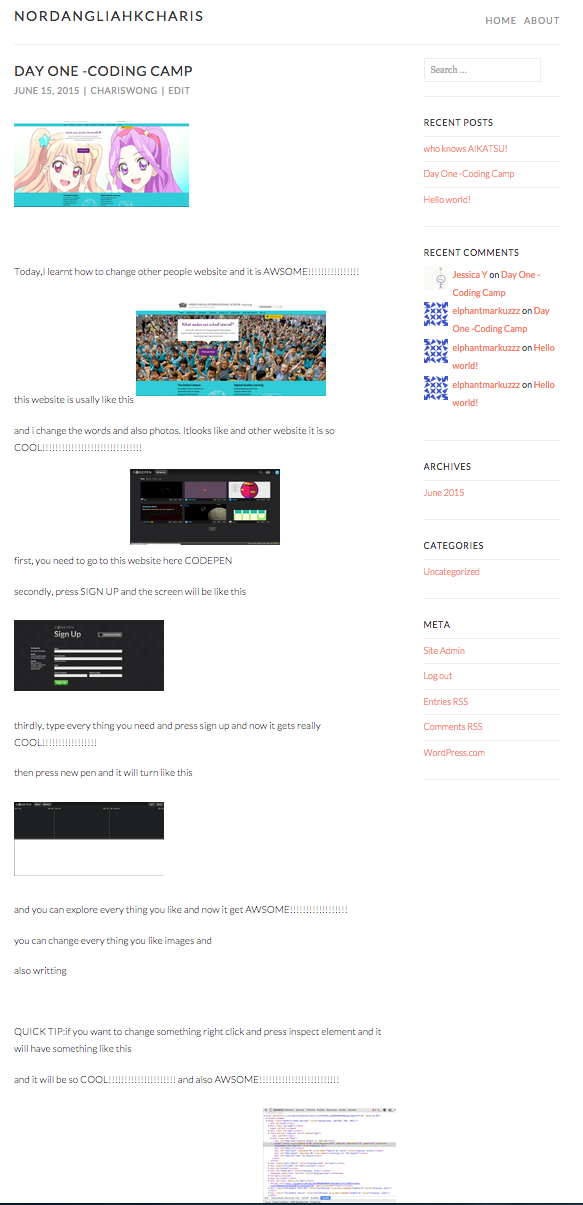 NORDANGLIAHKCHARIS
HOME ABOUT
DAY ONE -CODING CAMP
JUNE 15, 2015 | CHARISWONG | EDIT
Today,I learnt how to change other people website and it is AWSOME!!!!!!!!!!!!!!!!
What makes our school special?
this website is usally like this
and i change the words and also photos. Itlooks like and other website it is so
COOL!!!!!!!!!!!!!!!!!!!!!!!!!!!!!!!
CODEPEN
first, you need to go to this website here CODEPEN
secondly, press SIGN UP and the screen will be like this
CODEPEN
Sign Up
thirdly, type every thing you need and press sign up and now it gets really
COOL!!!!!!!!!!!!!!!!!
then press new pen and it will turn like this
CODEPEN
and you can explore every thing you like and now it get AWSOME!!!!!!!!!!!!!!!!!!
you can change every thing you like images and
also writting
QUICK TIP:if you want to change something right click and press inspect element and it
will have something like this
and it will be so COOL!!!!!!!!!!!!!!!!!!!!! and also AWSOME!!!!!!!!!!!!!!!!!!!!!!!!!
Search ...
RECENT POSTS
who knows AIKATSU!
Day One -Coding Camp
Hello world!
RECENT COMMENTS
Jessica Y on Day One -
Coding Camp
elphantmarkuzzz on Day
One -Coding Camp
elphantmarkuzzz on Hello
world!
elphantmarkuzzz on Hello
world!
ARCHIVES
June 2015
CATEGORIES
Uncategorized
META
Site Admin
Log out
Entries RSS
Comments RSS
WordPress.com